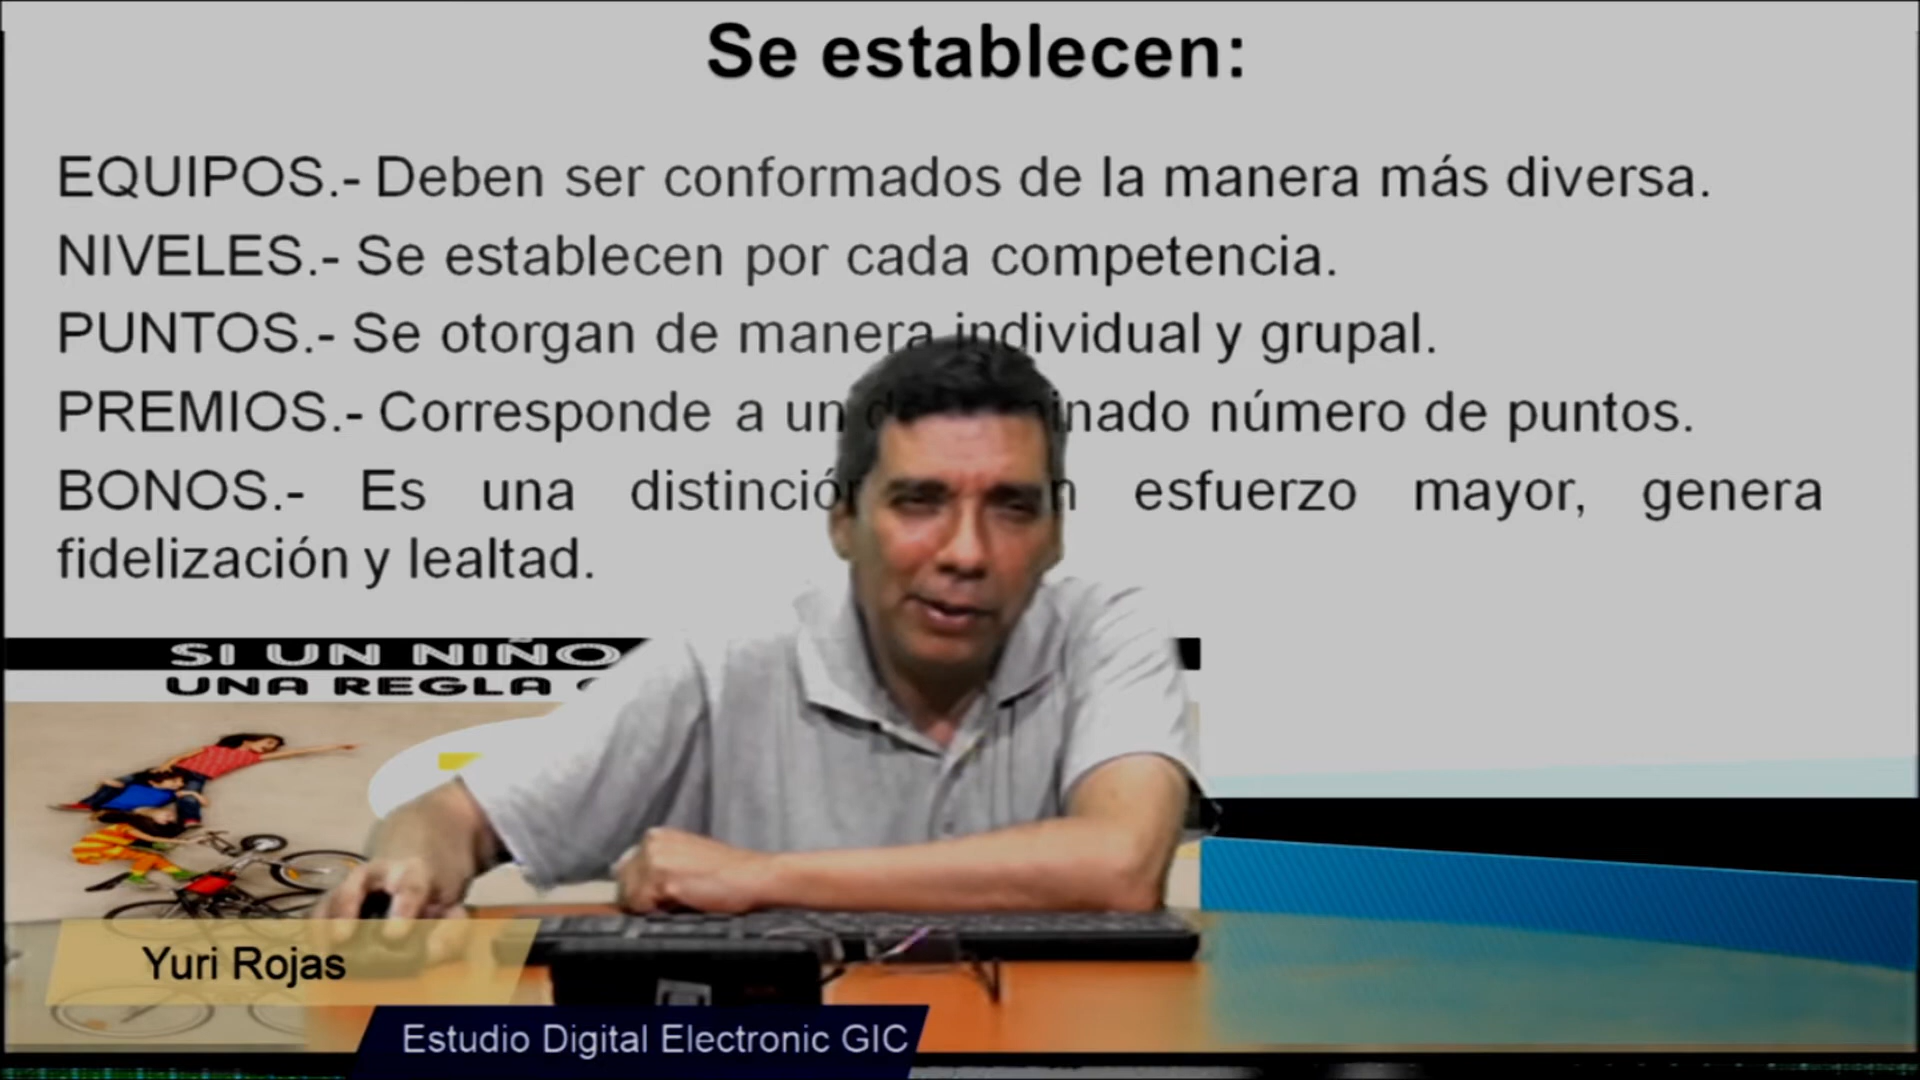 Se establecen:
EQUIPOS.- Deben ser conformados de la manera más diversa.
NIVELES.- Se establecen por cada competencia.
PUNTOS.- Se otorgan de manera individual y grupal.
PREMIOS.- Corresponde a un nado número de puntos.
BONOS.- Es una distinción esfuerzo mayor, genera
fidelización y lealtad.
SI UN NIÑO
UNA REGLA
Yuri Rojas
Estudio Digital Electronic GIC